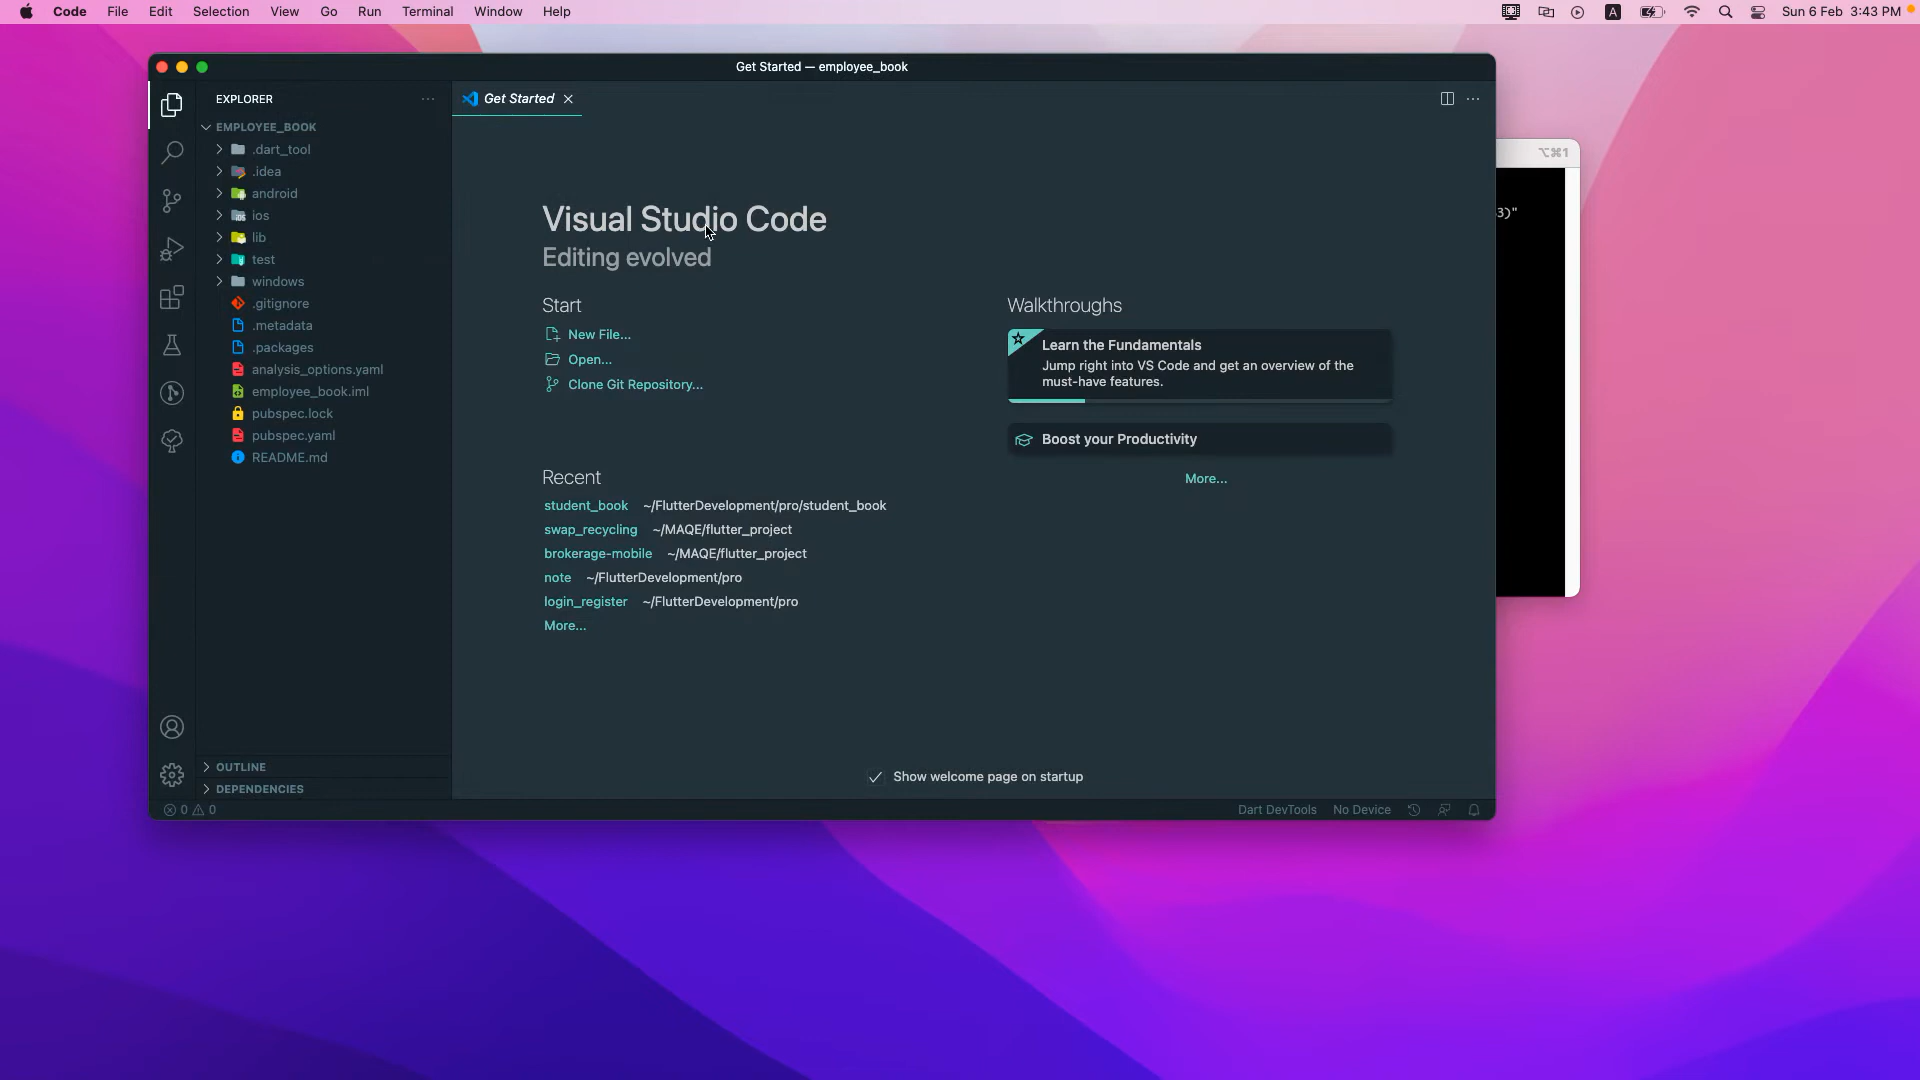 Code File Edit Selection View Go Run Terminal Window Help
A
Sun 6 Feb 3:43 PM
Get Started — employee_book
EXPLORER
Get Started
EMPLOYEE_BOOK
.dart_tool
.idea
android
ios
lib
test
windows
.gitignore
.metadata
.packages
analysis_options.yaml
employee_book.iml
pubspec.lock
pubspec.yaml
README.md
OUTLINE
DEPENDENCIES
Visual Studio Code
Editing evolved
Start
New File...
Open...
Clone Git Repository...
Recent
student_book ~/FlutterDevelopment/pro/student_book
swap_recycling ~/MAQE/flutter_project
brokerage-mobile ~/MAQE/flutter_project
note ~/FlutterDevelopment/pro
login_register ~/FlutterDevelopment/pro
More...
Walkthroughs
Learn the Fundamentals
Jump right into VS Code and get an overview of the
must-have features.
Boost your Productivity
More...
Show welcome page on startup
0 0
Dart DevTools No Device
⌥⌘1
3)"